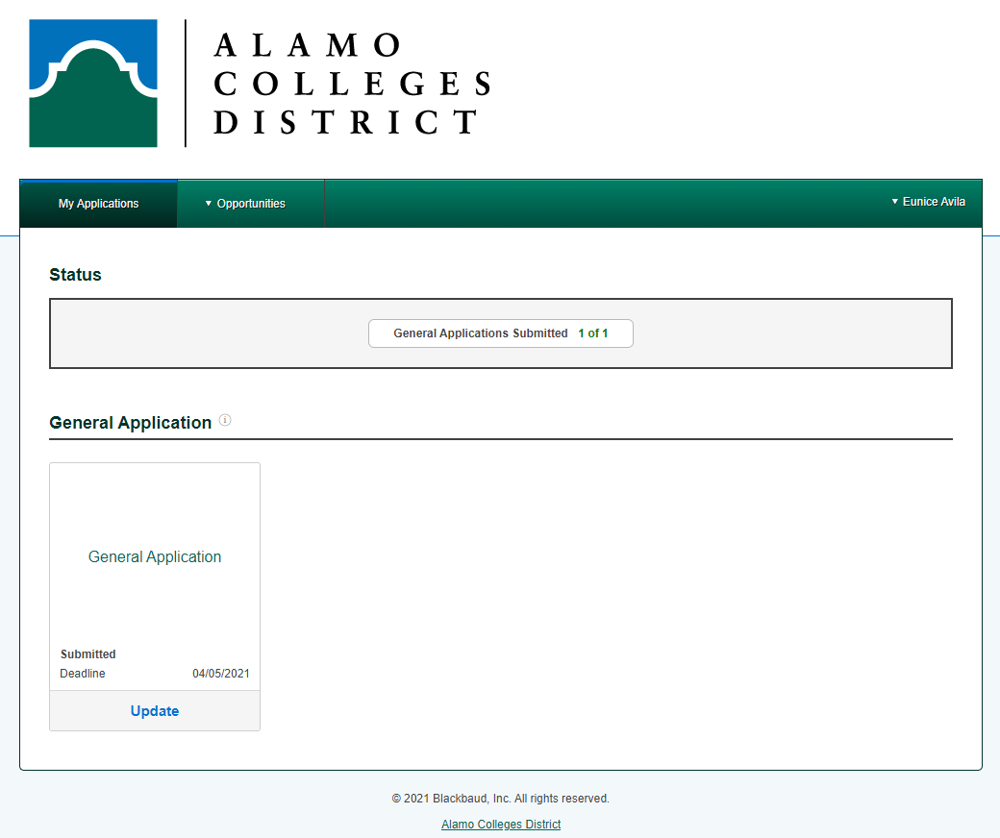 ALAMO
COLLEGES
DISTRICT
My Applications
Opportunities
Eunice Avila
Status
General Applications Submitted 1 of 1
General Application
General Application
Submitted
Deadline 04/05/2021
Update
© 2021 Blackbaud, Inc. All rights reserved.
Alamo Colleges District